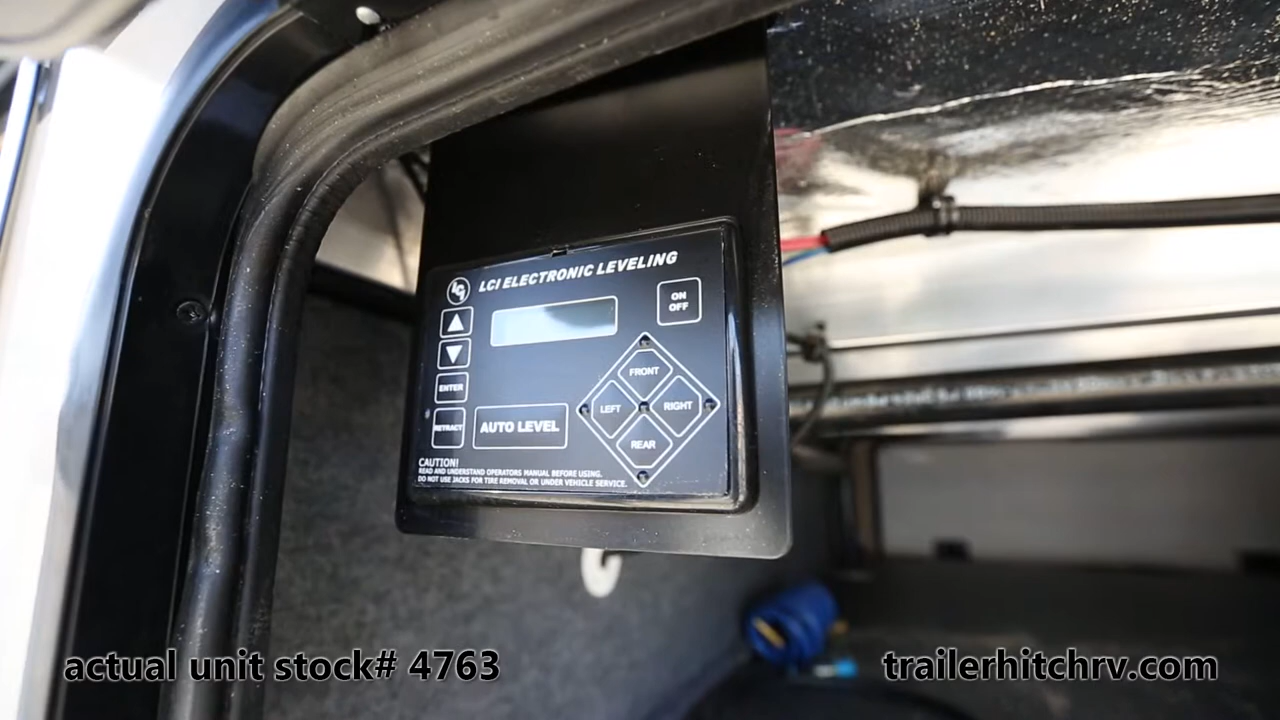 LCI
LCI ELECTRONIC LEVELING
ON
OFF
ENTER
RETRACT
AUTO LEVEL
FRONT
LEFT
RIGHT
REAR
CAUTION!
READ AND UNDERSTAND OPERATORS MANUAL BEFORE USING.
DO NOT USE JACKS FOR TIRE REMOVAL OR UNDER VEHICLE SERVICE.
actual unit stock# 4763
trailerhitchrv.com